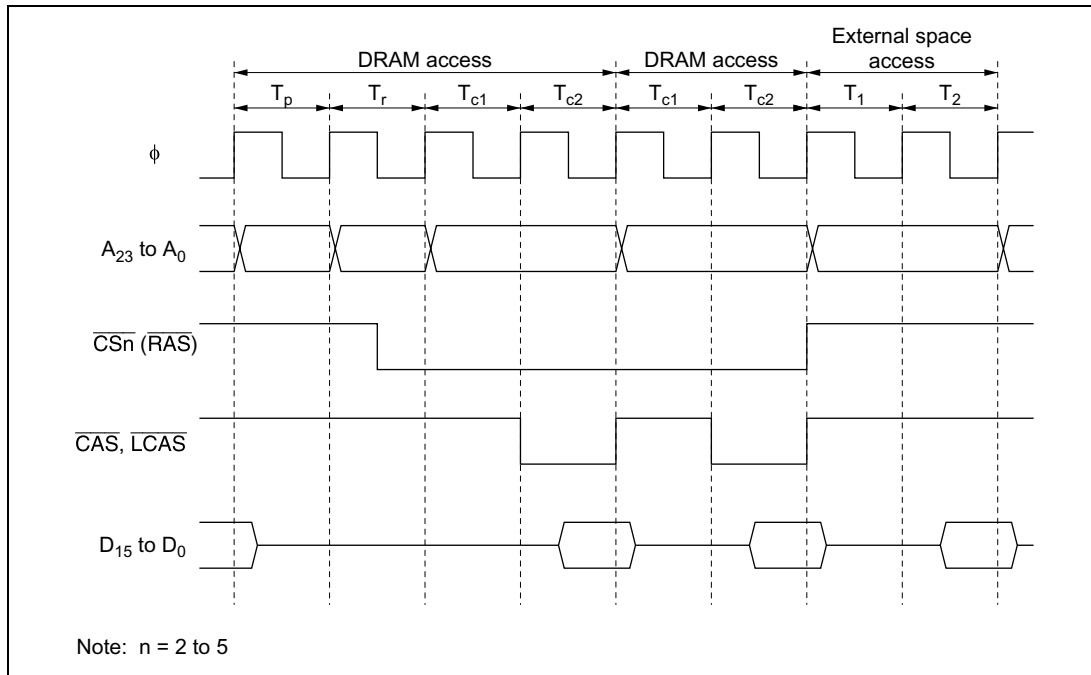 External space
DRAM access DRAM access access
Tp Tr Tc1 Tc2 Tc1 Tc2 T1 T2
ϕ
A23 to A0
CSn (RAS)
CAS, LCAS
D15 to D0
Note: n = 2 to 5